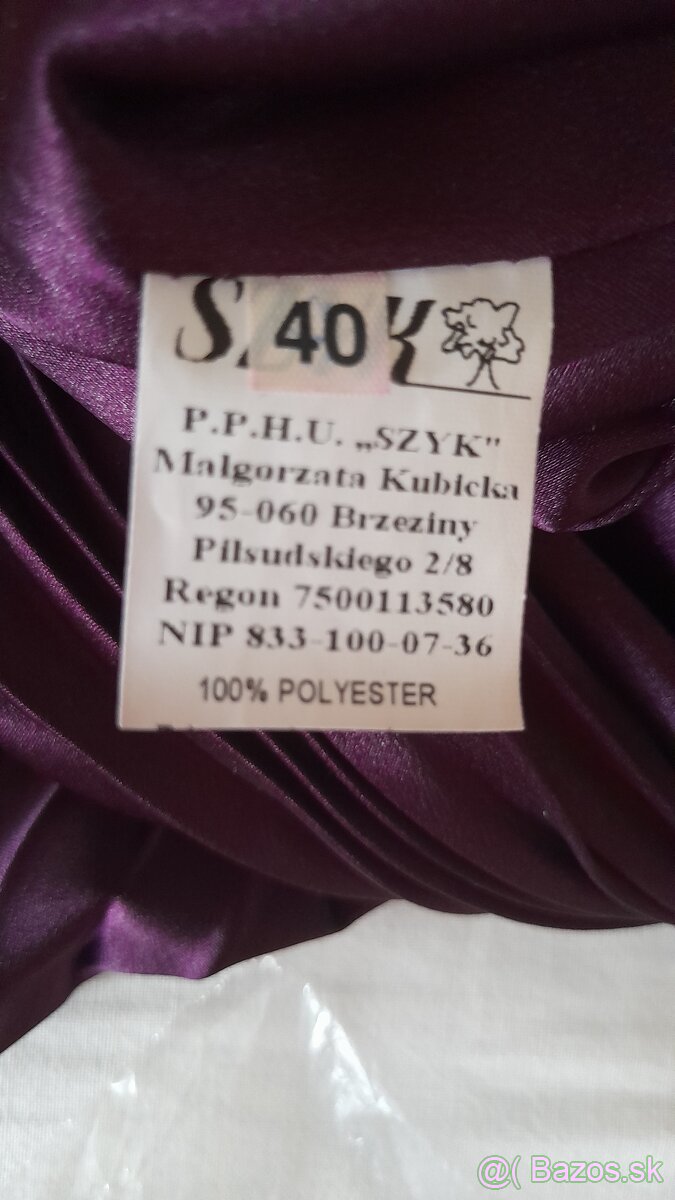 SZYK
40
P.P.H.U. „SZYK"
Malgorzata Kubicka
95-060 Brzeziny
Pilsudskiego 2/8
Regon 7500113580
NIP 833-100-07-36
100% POLYESTER
@( Bazos.sk